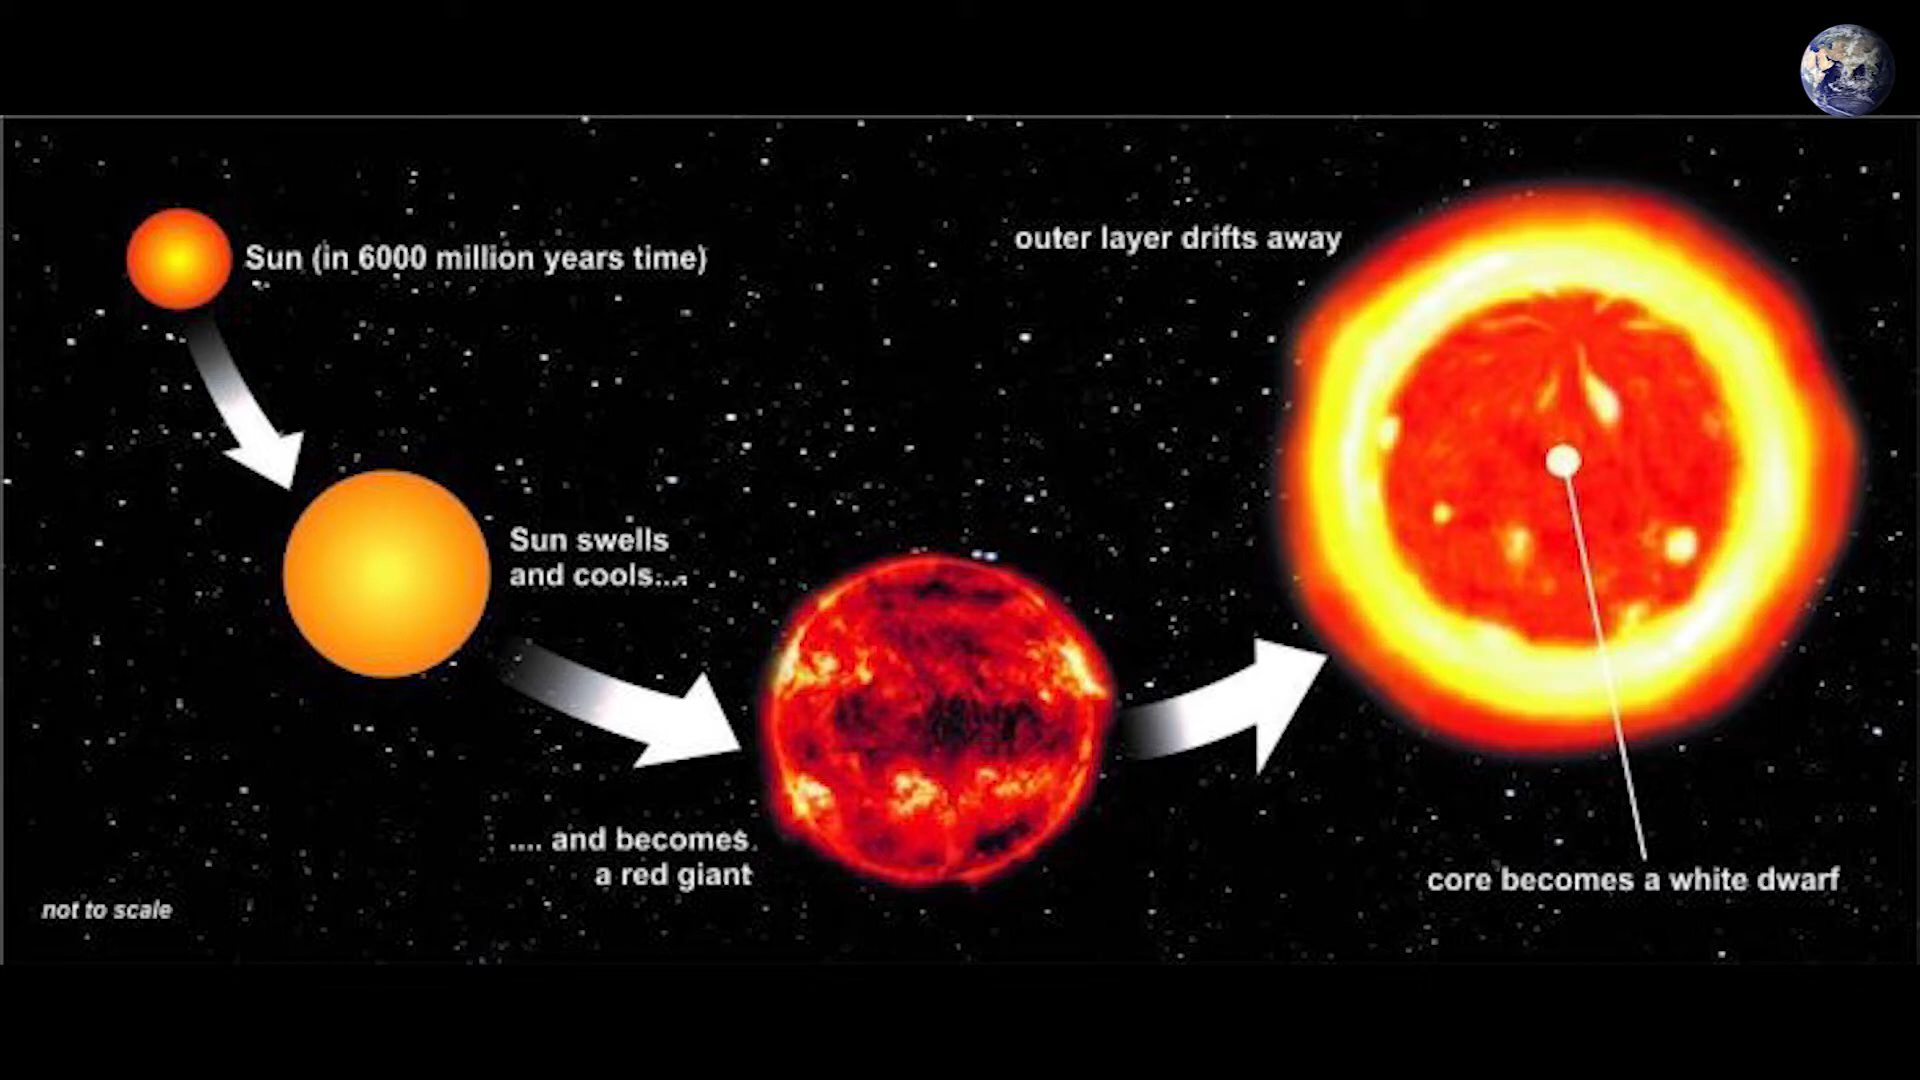 Sun (in 6000 million years time)
outer layer drifts away
Sun swells
and cools....
.... and becomes
a red giant
core becomes a white dwarf
not to scale